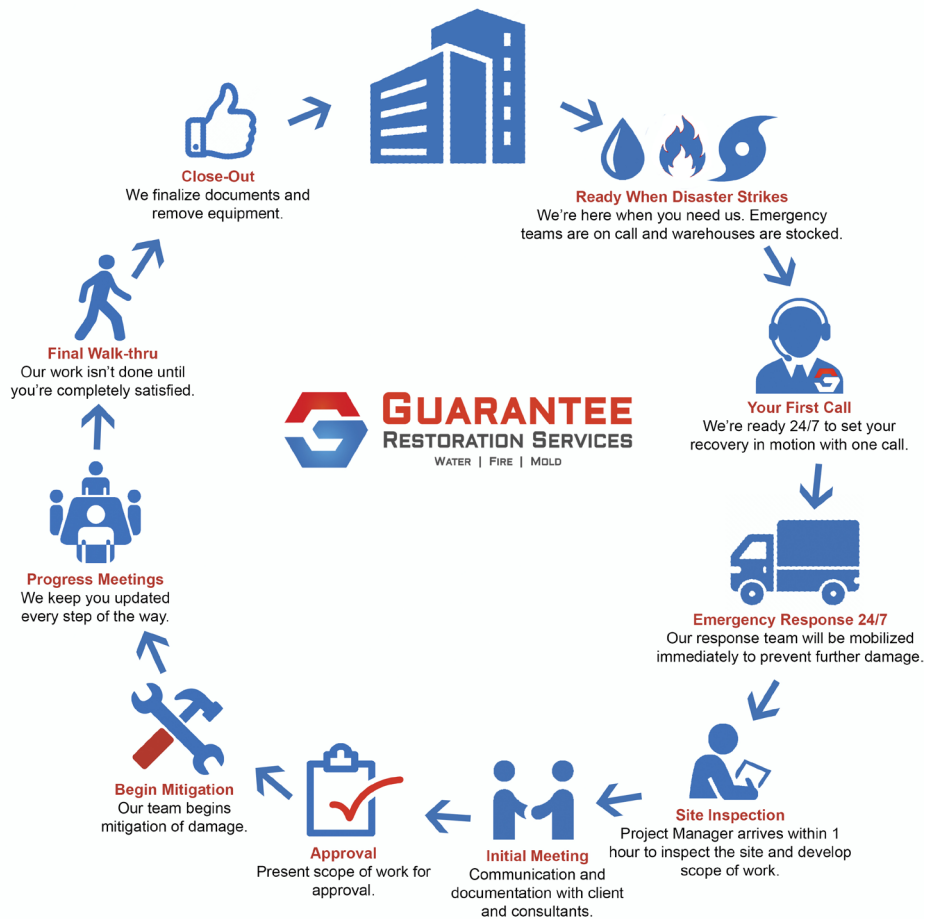 Ready When Disaster Strikes
We're here when you need us. Emergency
teams are on call and warehouses are stocked.
Your First Call
We're ready 24/7 to set your
recovery in motion with one call.
Emergency Response 24/7
Our response team will be mobilized
immediately to prevent further damage.
Site Inspection
Project Manager arrives within 1
hour to inspect the site and develop
scope of work.
Initial Meeting
Communication and
documentation with client
and consultants.
Approval
Present scope of work for
approval.
Begin Mitigation
Our team begins
mitigation of damage.
Progress Meetings
We keep you updated
every step of the way.
Final Walk-thru
Our work isn't done until
you're completely satisfied.
Close-Out
We finalize documents and
remove equipment.
GUARANTEE
RESTORATION SERVICES
WATER | FIRE | MOLD